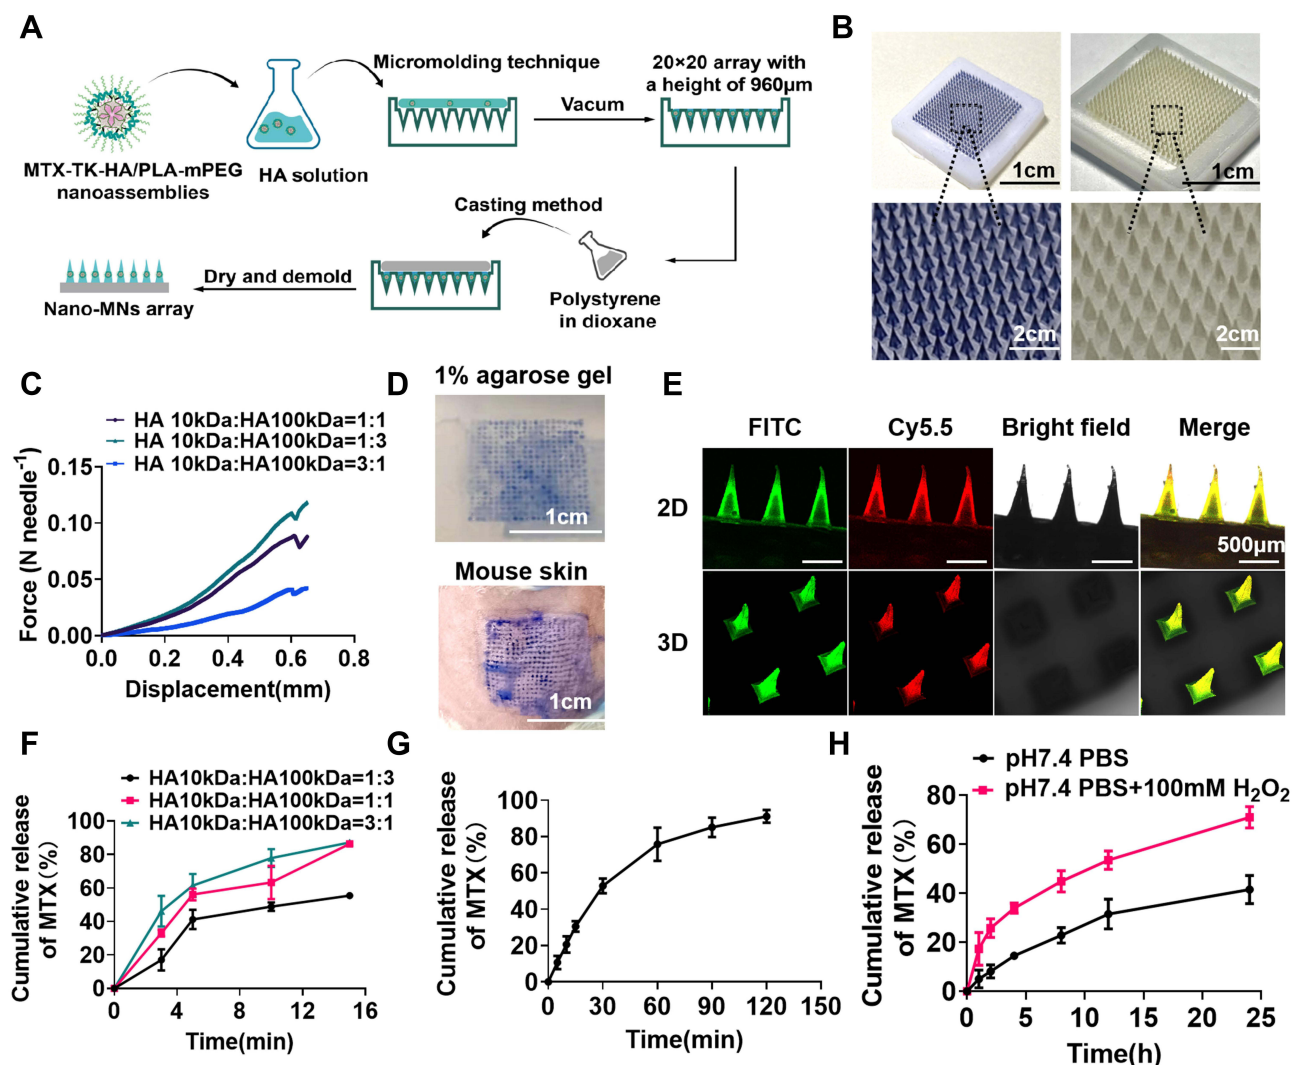 A
MTX-TK-HA/PLA-mPEG
nanoassemblies
HA solution
Micromolding technique
Vacum
20×20 array with
a height of 960μm
Casting method
Polystyrene
in dioxane
Dry and demold
Nano-MNs array
B
1cm
1cm
2cm
2cm
C
HA 10kDa:HA100kDa=1:1
HA 10kDa:HA100kDa=1:3
HA 10kDa:HA100kDa=3:1
Force (N needle⁻¹)
0.15
0.10
0.05
0.00
0.0 0.2 0.4 0.6 0.8
Displacement(mm)
D
1% agarose gel
1cm
Mouse skin
1cm
E
FITC Cy5.5 Bright field Merge
2D
500μm
3D
F
HA10kDa:HA100kDa=1:3
HA10kDa:HA100kDa=1:1
HA10kDa:HA100kDa=3:1
Cumulative release
of MTX（%）
100
80
60
40
20
0
0 4 8 12 16
Time(min)
G
Cumulative release
of MTX（%）
100
80
60
40
20
0
0 30 60 90 120 150
Time(min)
H
pH7.4 PBS
pH7.4 PBS+100mM H₂O₂
Cumulative release
of MTX（%）
80
60
40
20
0
0 5 10 15 20 25
Time(h)